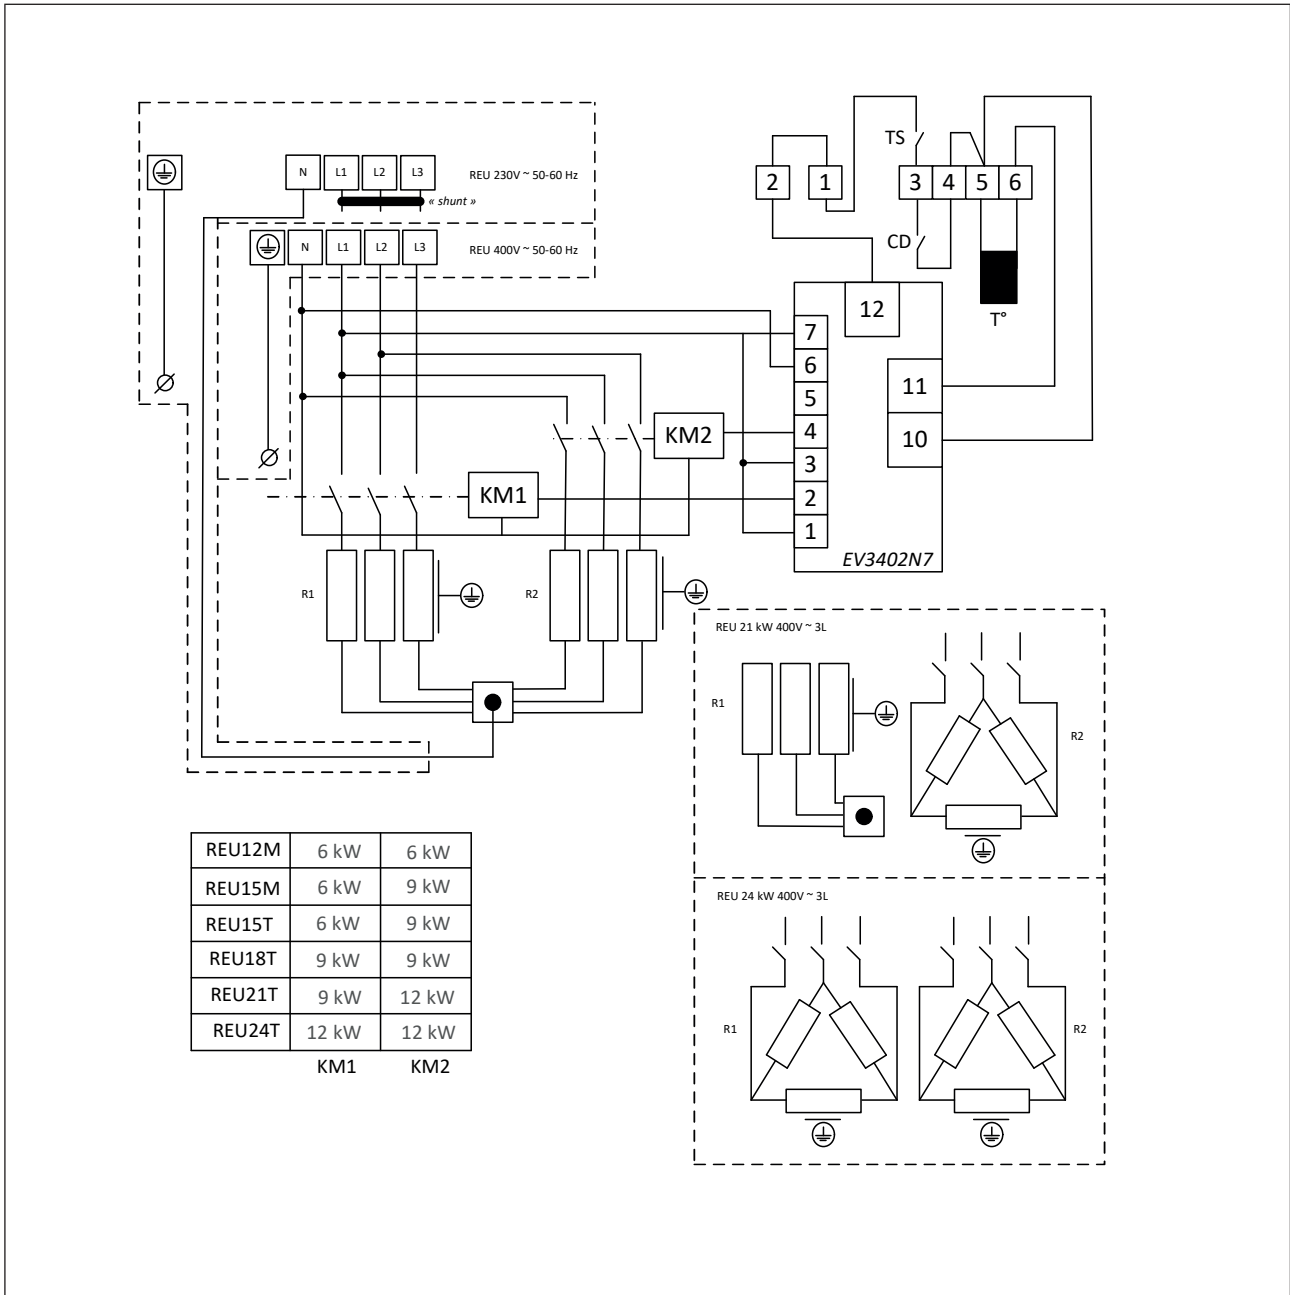 TS
2 1 3 4 5 6
N L1 L2 L3 REU 230V ~ 50-60 Hz
« shunt »
N L1 L2 L3 REU 400V ~ 50-60 Hz
CD
T°
12
7
6
5
4
3
2
1
11
10
EV3402N7
KM2
KM1
R1
R2
REU 21 kW 400V ~ 3L
R1
R2
REU 24 kW 400V ~ 3L
R1
R2
REU12M 6 kW 6 kW
REU15M 6 kW 9 kW
REU15T 6 kW 9 kW
REU18T 9 kW 9 kW
REU21T 9 kW 12 kW
REU24T 12 kW 12 kW
KM1 KM2